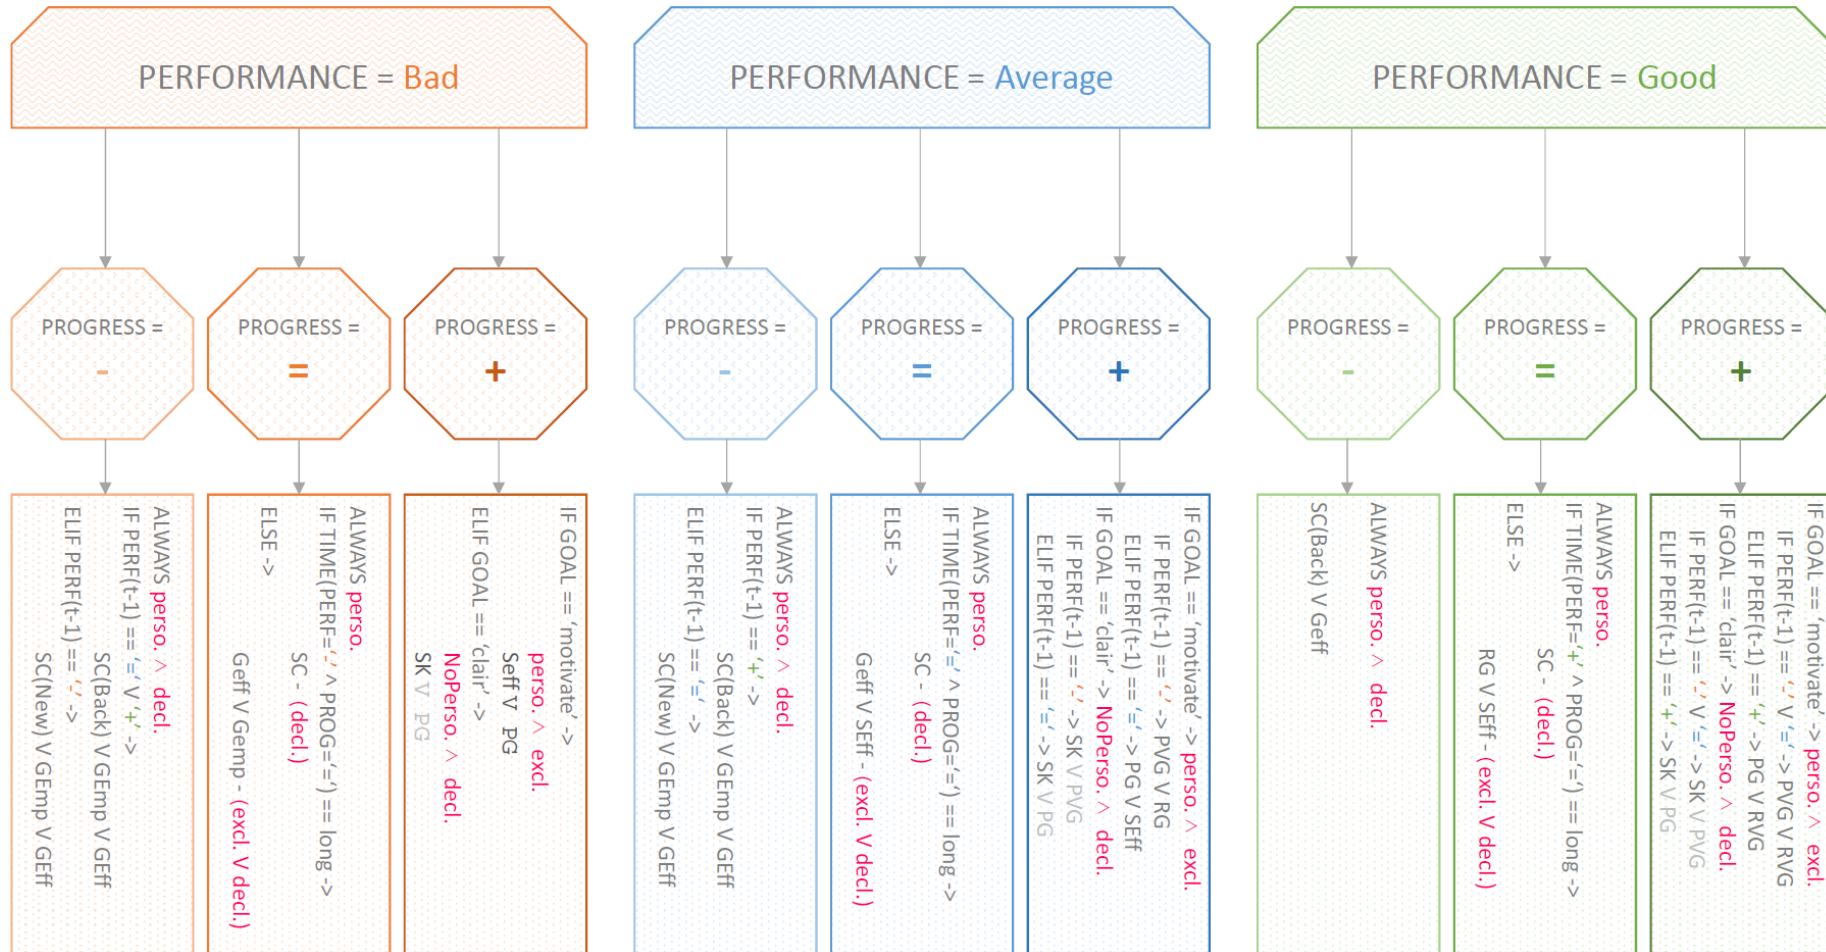 PERFORMANCE = Bad
PROGRESS =
-
PROGRESS =
=
PROGRESS =
+
ALWAYS perso. ^ decl.
IF PERF(t-1) == ‘=’ V ‘+’ ->
SC(Back) V GEmp V GEff
ELIF PERF(t-1) == ‘-’ ->
SC(New) V GEmp V GEff
ALWAYS perso.
IF TIME(PERF=‘-’ ^ PROG=‘=’) == long ->
SC - (decl.)
ELSE ->
Geff V Gemp - (excl. V decl.)
IF GOAL == ‘motivate’ ->
perso. ^ excl.
Seff V PG
ELIF GOAL == ‘clair’ ->
NoPerso. ^ decl.
SK V PG
PERFORMANCE = Average
PROGRESS =
-
PROGRESS =
=
PROGRESS =
+
ALWAYS perso. ^ decl.
IF PERF(t-1) == ‘+’ ->
SC(Back) V GEmp V GEff
ELIF PERF(t-1) == ‘=’ ->
SC(New) V GEmp V GEff
ALWAYS perso.
IF TIME(PERF=‘=’ ^ PROG=‘=’) == long ->
SC - (decl.)
ELSE ->
Geff V SEff - (excl. V decl.)
IF GOAL == ‘motivate’ -> perso. ^ excl.
IF PERF(t-1) == ‘-’ -> PVG V RG
ELIF PERF(t-1) == ‘=’ -> PG V SEff
IF GOAL == ‘clair’ -> NoPerso. ^ decl.
IF PERF(t-1) == ‘-’ -> SK V PVG
ELIF PERF(t-1) == ‘=’ -> SK V PG
PERFORMANCE = Good
PROGRESS =
-
PROGRESS =
=
PROGRESS =
+
ALWAYS perso. ^ decl.
SC(Back) V Geff
ALWAYS perso.
IF TIME(PERF=‘+’ ^ PROG=‘=’) == long ->
SC - (decl.)
ELSE ->
RG V SEff - (excl. V decl.)
IF GOAL == ‘motivate’ -> perso. ^ excl.
IF PERF(t-1) == ‘-’ V ‘=’ -> PVG V RVG
ELIF PERF(t-1) == ‘+’ -> PG V RVG
IF GOAL == ‘clair’ -> NoPerso. ^ decl
IF PERF(t-1) == ‘-’ V ‘=’ -> SK V PVG
ELIF PERF(t-1) == ‘+’ -> SK V PG